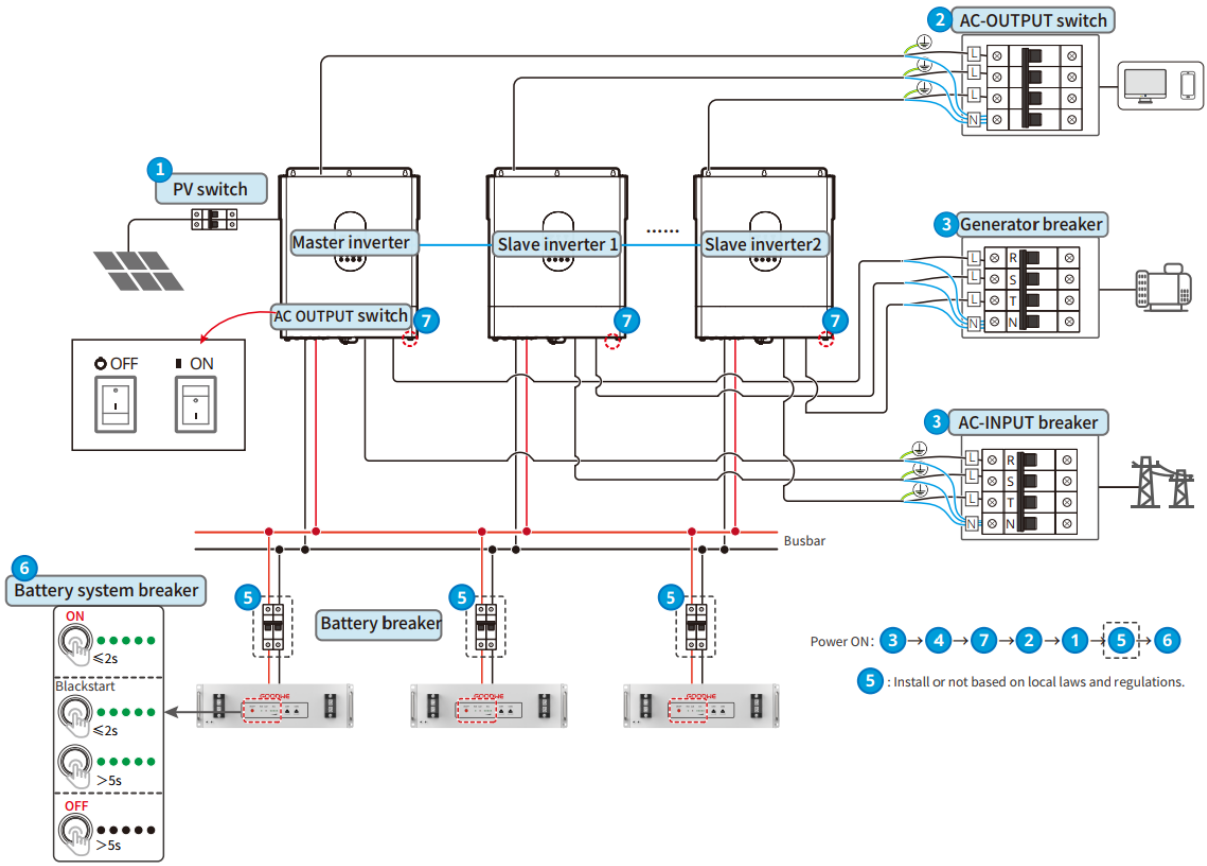 2 AC-OUTPUT switch
L
L
L
N
1 PV switch
Master inverter
Slave inverter 1
......
Slave inverter2
3 Generator breaker
L R
L S
L T
N N
AC OUTPUT switch 7
7
7
OFF
ON
3 AC-INPUT breaker
L R
L S
L T
N N
Busbar
6 Battery system breaker
ON
≤2s
Blackstart
≤2s
>5s
OFF
>5s
5
Battery breaker
5
5
GOODWE
GOODWE
GOODWE
Power ON: 3 → 4 → 7 → 2 → 1 → 5 → 6
5 : Install or not based on local laws and regulations.